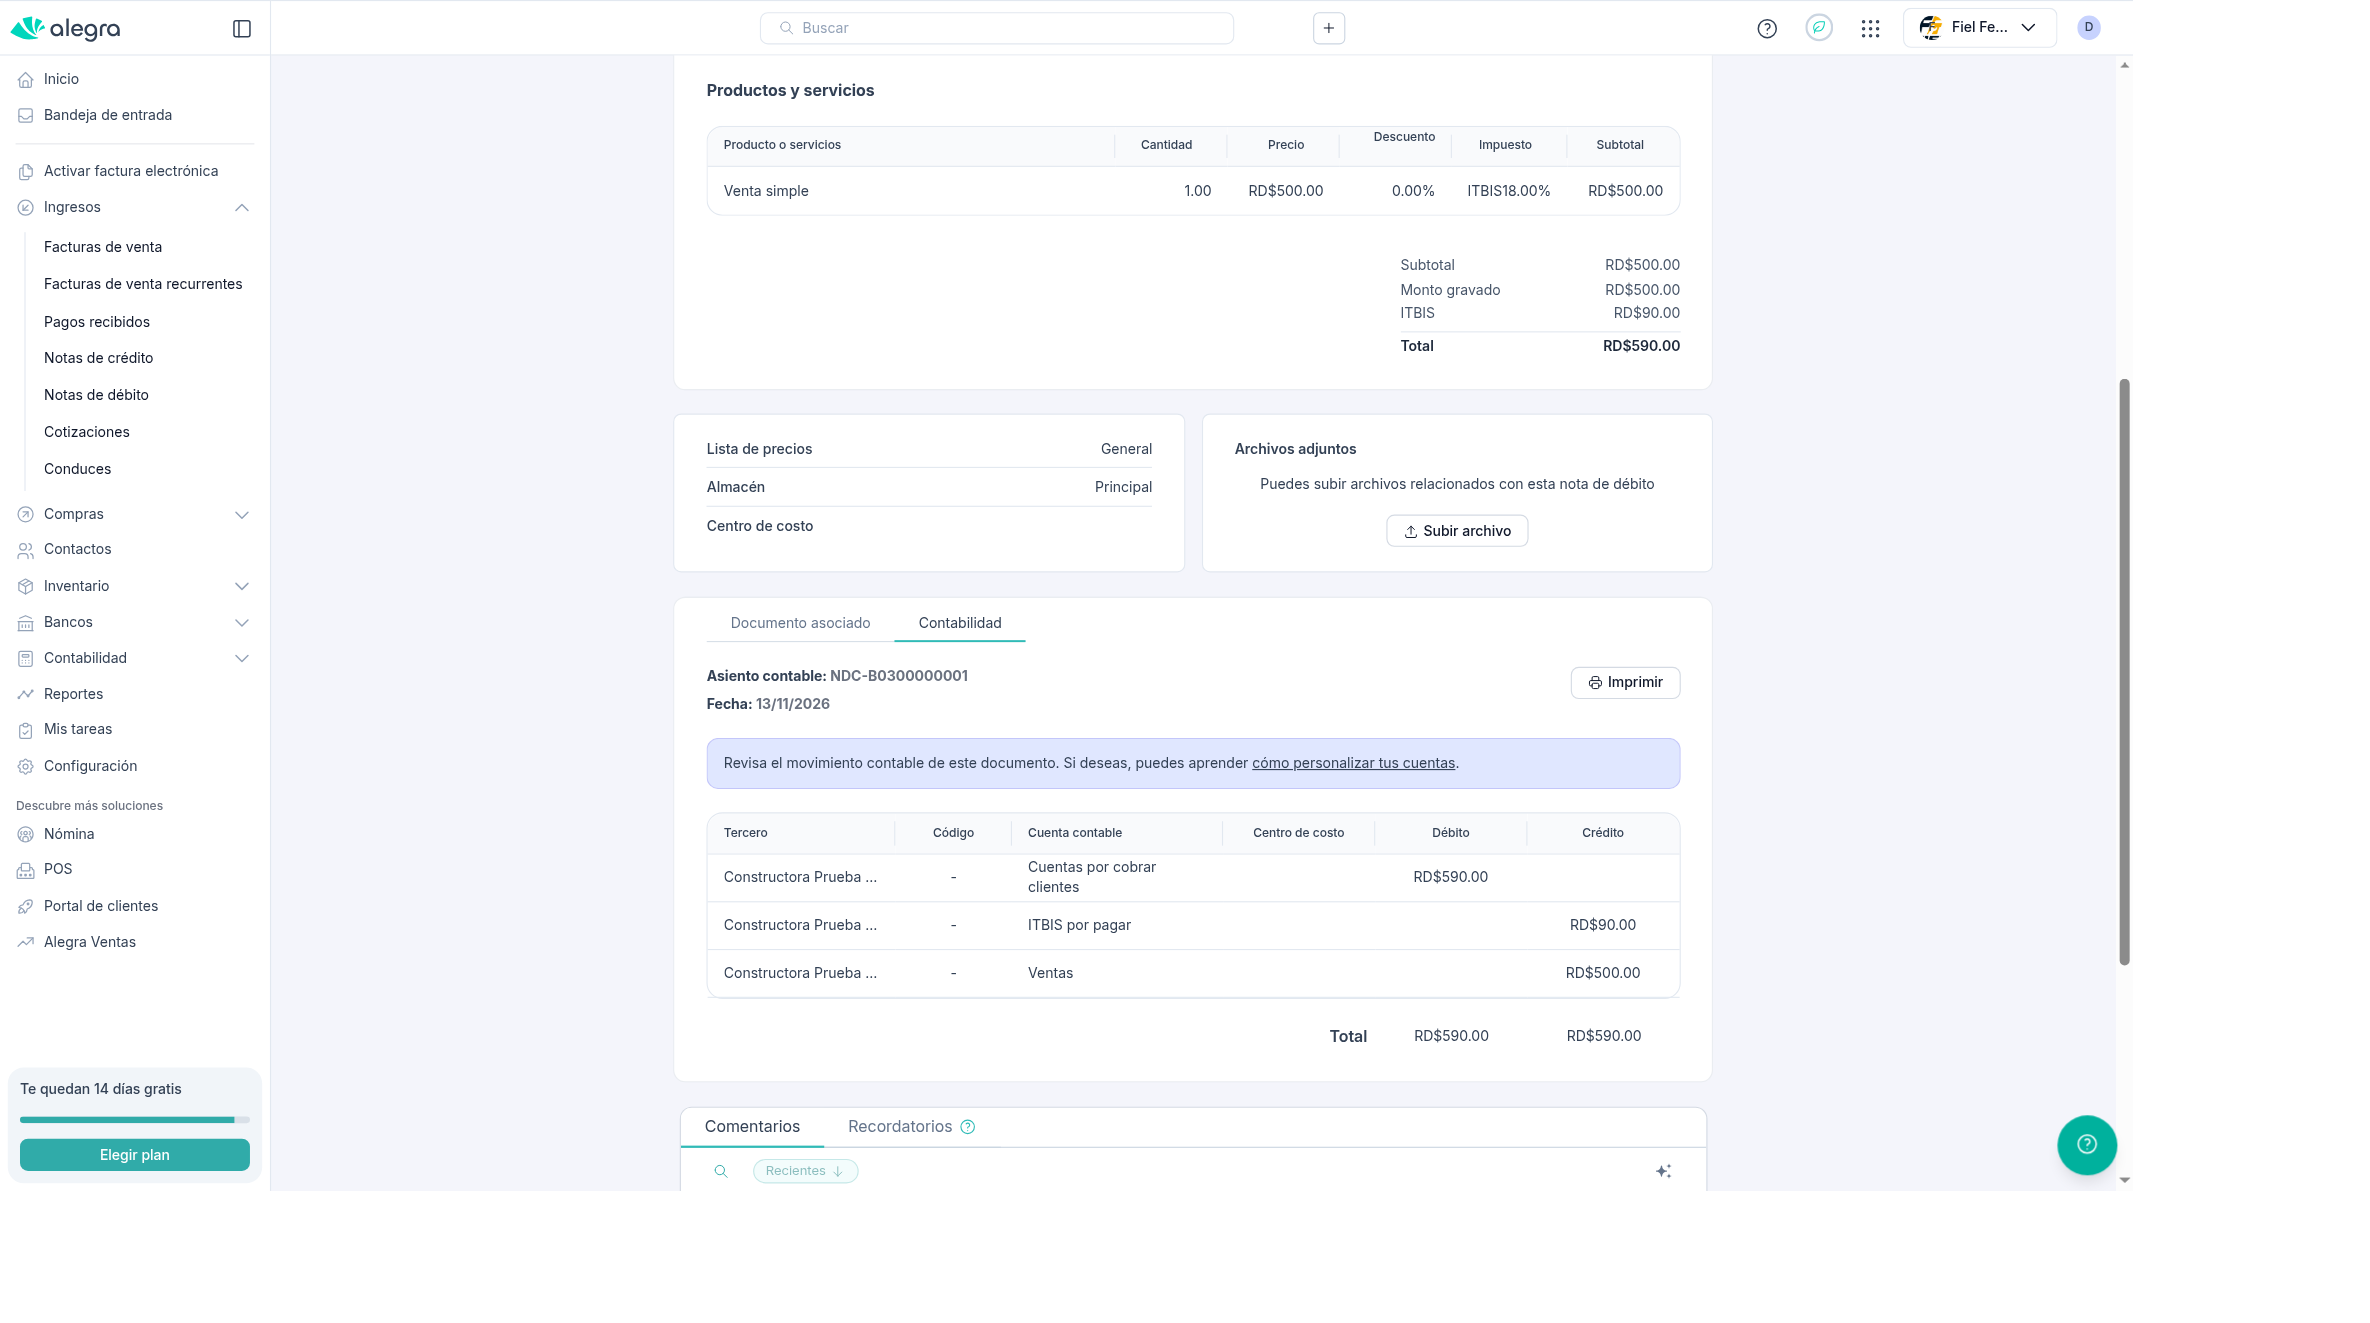 alegra
Buscar
Fiel Fe...
D
Inicio
Bandeja de entrada
Activar factura electrónica
Ingresos
Facturas de venta
Facturas de venta recurrentes
Pagos recibidos
Notas de crédito
Notas de débito
Cotizaciones
Conduces
Compras
Contactos
Inventario
Bancos
Contabilidad
Reportes
Mis tareas
Configuración
Descubre más soluciones
Nómina
POS
Portal de clientes
Alegra Ventas
Te quedan 14 días gratis
Elegir plan
Productos y servicios
Producto o servicios Cantidad Precio Descuento Impuesto Subtotal
Venta simple 1.00 RD$500.00 0.00% ITBIS18.00% RD$500.00
Subtotal RD$500.00
Monto gravado RD$500.00
ITBIS RD$90.00
Total RD$590.00
Lista de precios General
Almacén Principal
Centro de costo
Archivos adjuntos
Puedes subir archivos relacionados con esta nota de débito
Subir archivo
Documento asociado Contabilidad
Asiento contable: NDC-B0300000001
Fecha: 13/11/2026
Imprimir
Revisa el movimiento contable de este documento. Si deseas, puedes aprender cómo personalizar tus cuentas.
Tercero Código Cuenta contable Centro de costo Débito Crédito
Constructora Prueba ... - Cuentas por cobrar clientes RD$590.00
Constructora Prueba ... - ITBIS por pagar RD$90.00
Constructora Prueba ... - Ventas RD$500.00
Total RD$590.00 RD$590.00
Comentarios Recordatorios
Recientes